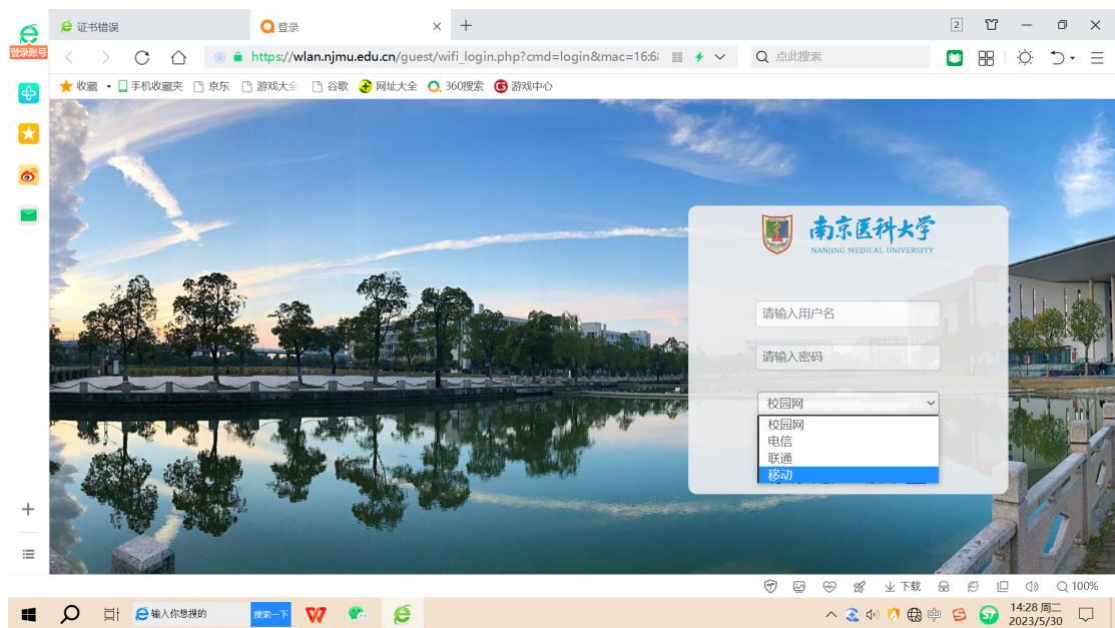 证书错误
登录
2
登录账号
https://wlan.njmu.edu.cn/guest/wifi_login.php?cmd=login&mac=16:6
点此搜索
收藏 手机收藏夹 京东 游戏大全 谷歌 网址大全 360搜索 游戏中心
南京医科大学
NANJING MEDICAL UNIVERSITY
请输入用户名
请输入密码
校园网
校园网
电信
联通
移动
下载 100%
输入你想搜的 搜索一下
中
14:28 周二
2023/5/30